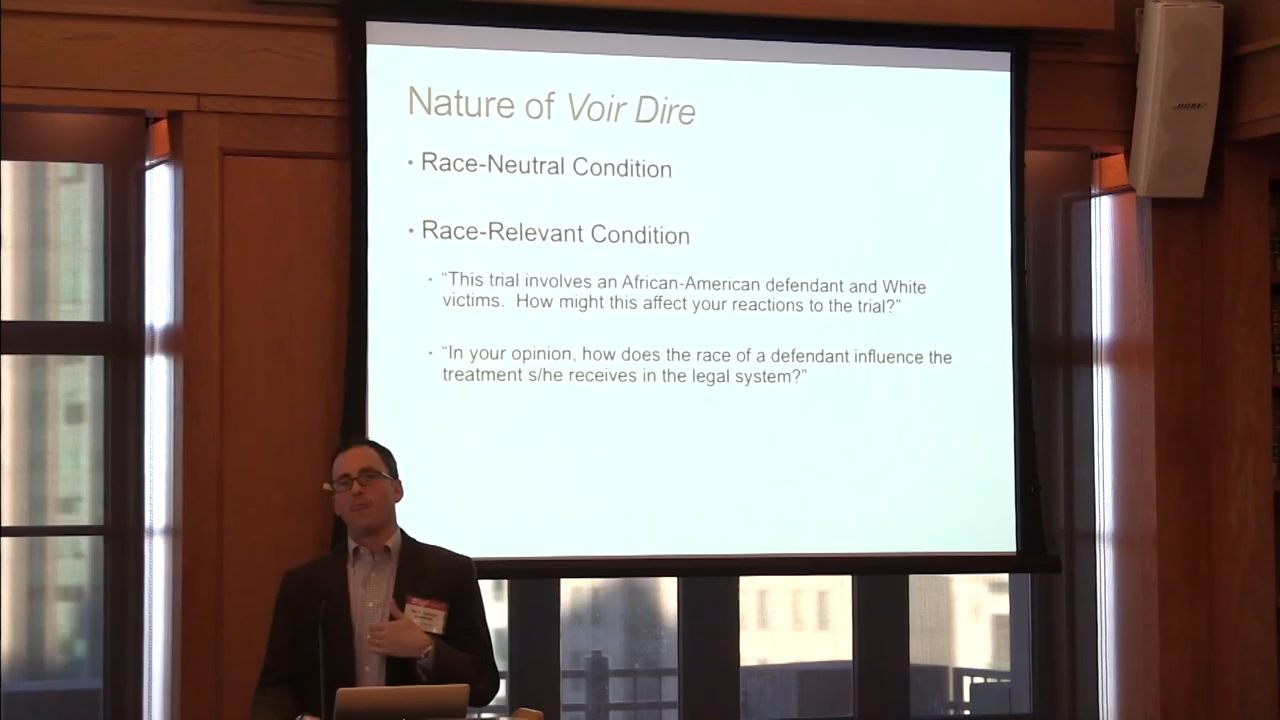 Nature of Voir Dire
• Race-Neutral Condition
• Race-Relevant Condition
• “This trial involves an African-American defendant and White
victims. How might this affect your reactions to the trial?”
• “In your opinion, how does the race of a defendant influence the
treatment s/he receives in the legal system?”
BOSE